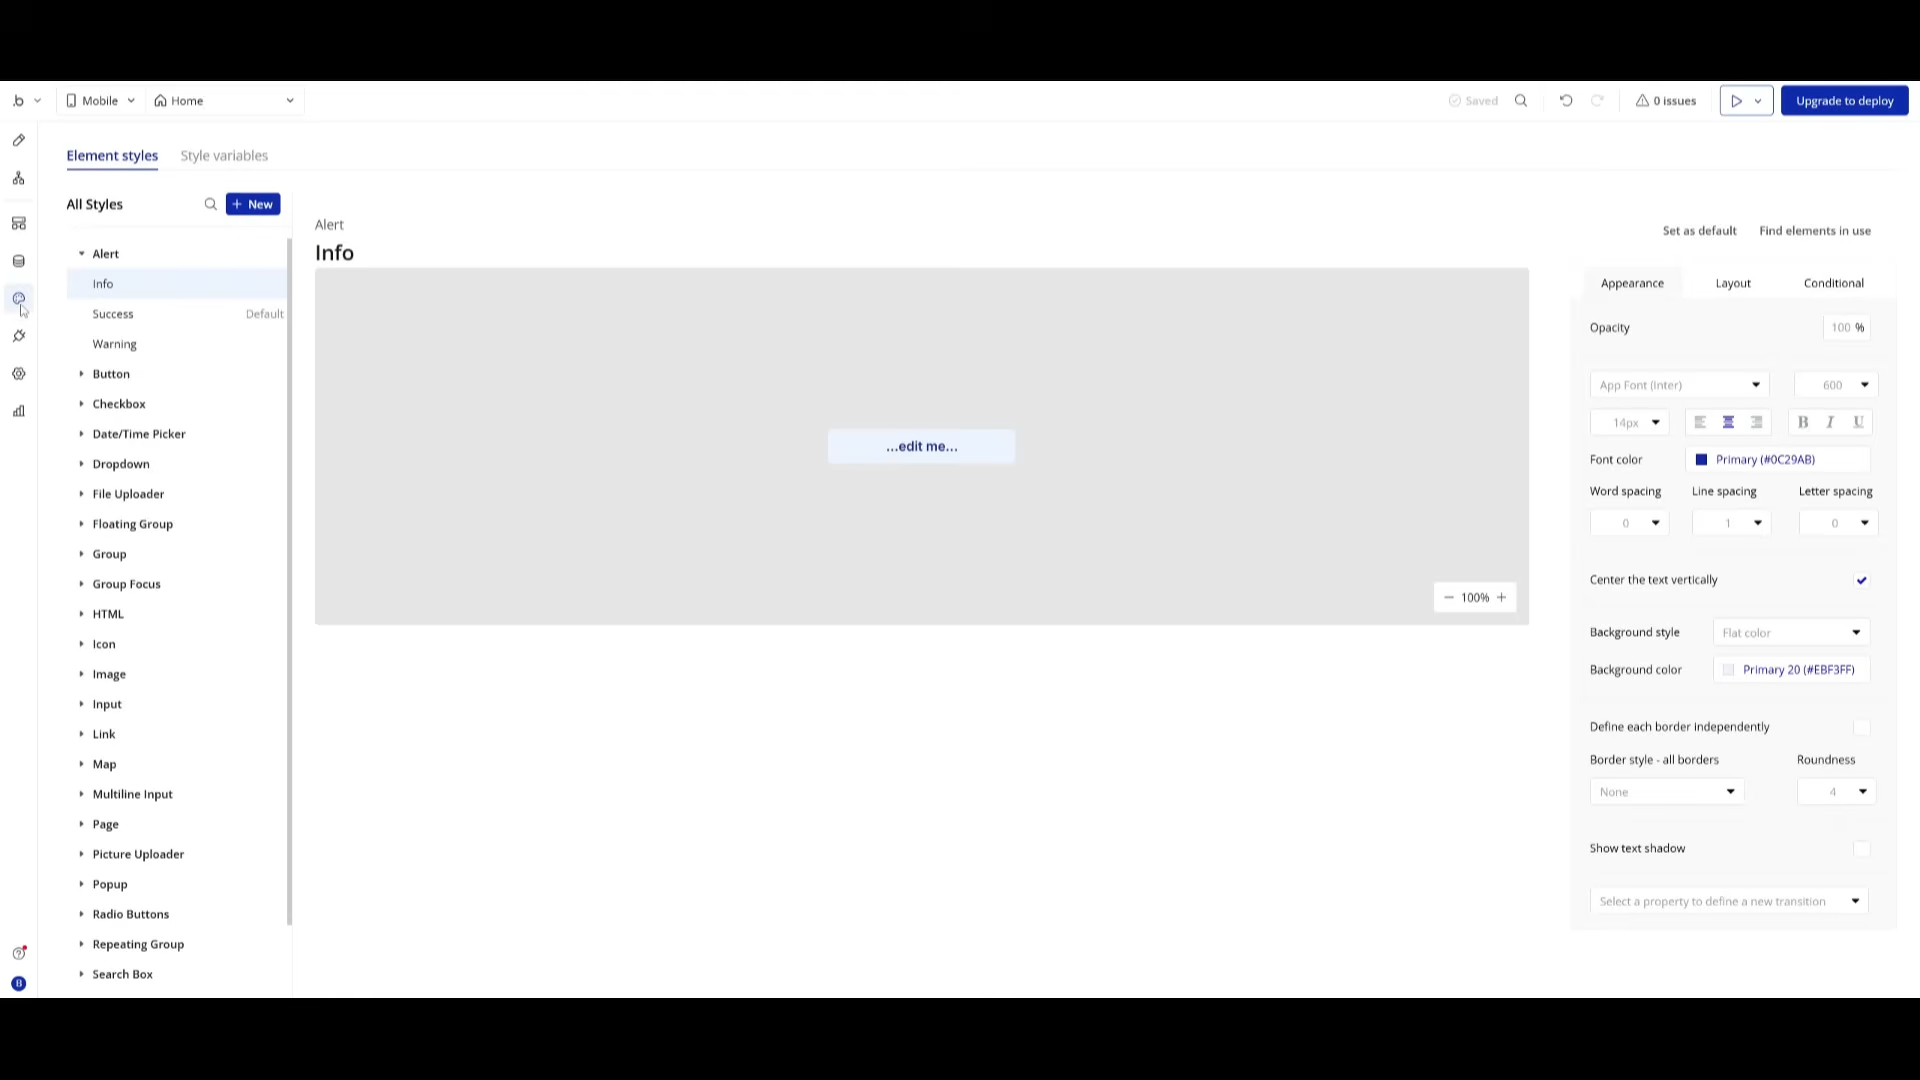 .b
Mobile
Home
Saved
0 issues
Upgrade to deploy
Element styles
Style variables
All Styles
+ New
Alert
Info
Success Default
Warning
Button
Checkbox
Date/Time Picker
Dropdown
File Uploader
Floating Group
Group
Group Focus
HTML
Icon
Image
Input
Link
Map
Multiline Input
Page
Picture Uploader
Popup
Radio Buttons
Repeating Group
Search Box
B
Alert
Info
...edit me...
− 100% +
Set as default Find elements in use
Appearance Layout Conditional
Opacity 100 %
App Font (Inter) 600
14px B I U
Font color Primary (#0C29AB)
Word spacing Line spacing Letter spacing
0 1 0
Center the text vertically
Background style Flat color
Background color Primary 20 (#EBF3FF)
Define each border independently
Border style - all borders Roundness
None 4
Show text shadow
Select a property to define a new transition